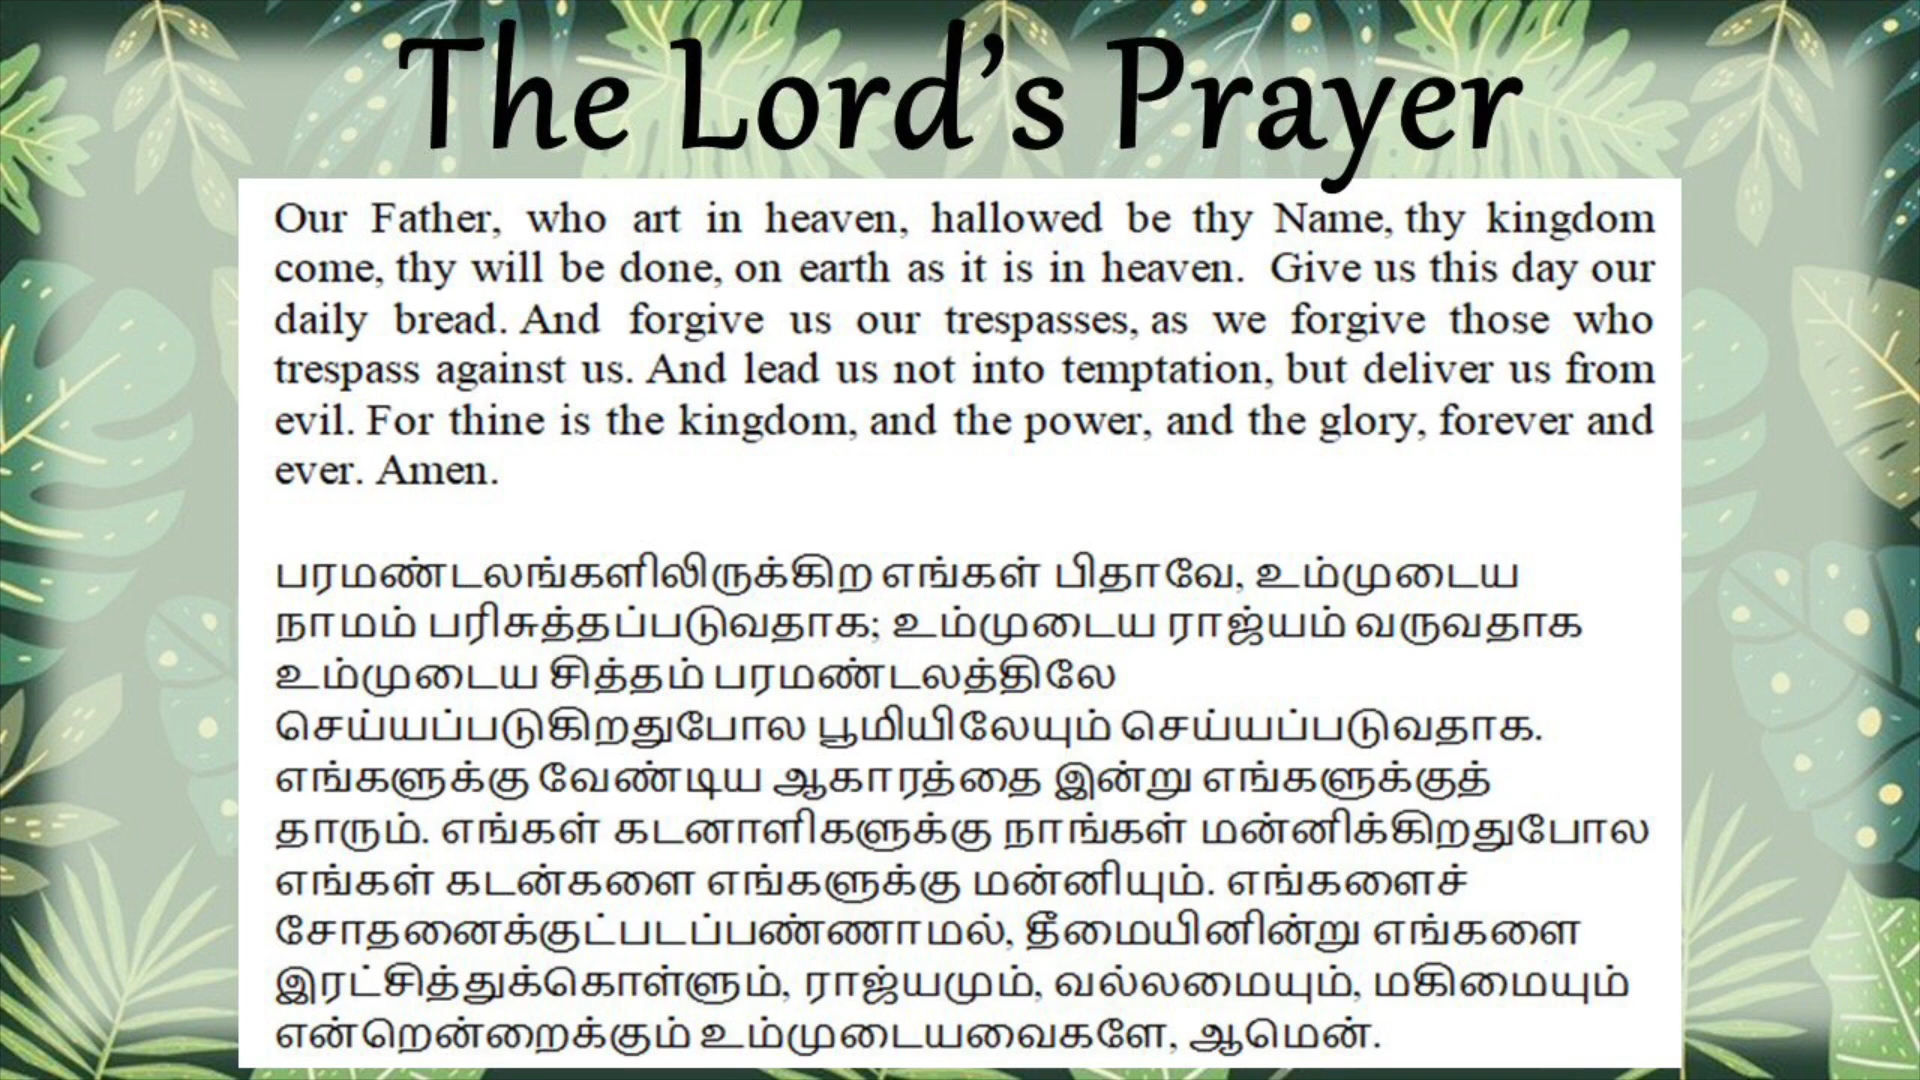 The Lord’s Prayer
Our Father, who art in heaven, hallowed be thy Name, thy kingdom
come, thy will be done, on earth as it is in heaven. Give us this day our
daily bread. And forgive us our trespasses, as we forgive those who
trespass against us. And lead us not into temptation, but deliver us from
evil. For thine is the kingdom, and the power, and the glory, forever and
ever. Amen.
பரமண்டலங்களிலிருக்கிற எங்கள் பிதாவே, உம்முடைய
நாமம் பரிசுத்தப்படுவதாக; உம்முடைய ராஜ்யம் வருவதாக
உம்முடைய சித்தம் பரமண்டலத்திலே
செய்யப்படுகிறதுபோல பூமியிலேயும் செய்யப்படுவதாக.
எங்களுக்கு வேண்டிய ஆகாரத்தை இன்று எங்களுக்குத்
தாரும். எங்கள் கடனாளிகளுக்கு நாங்கள் மன்னிக்கிறதுபோல
எங்கள் கடன்களை எங்களுக்கு மன்னியும். எங்களைச்
சோதனைக்குட்படப்பண்ணாமல், தீமையினின்று எங்களை
இரட்சித்துக்கொள்ளும், ராஜ்யமும், வல்லமையும், மகிமையும்
என்றென்றைக்கும் உம்முடையவைகளே, ஆமென்.